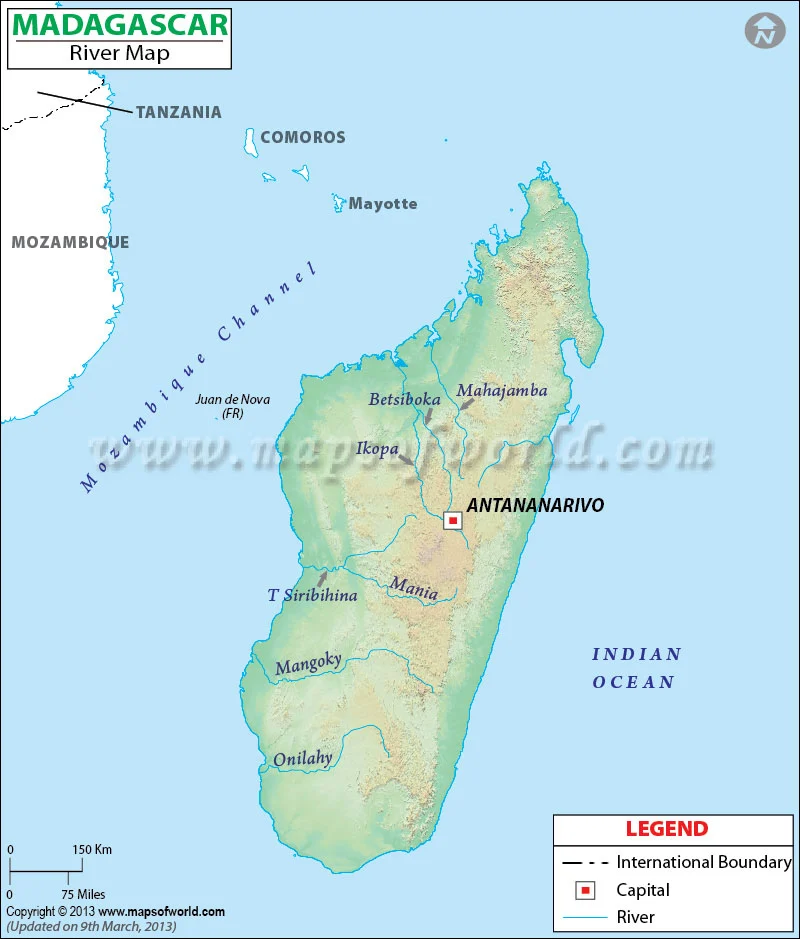 MADAGASCAR
River Map
N
TANZANIA
COMOROS
Mayotte
MOZAMBIQUE
Mozambique Channel
Juan de Nova
(FR)
Betsiboka
Mahajamba
Ikopa
www.mapsofworld.com
ANTANANARIVO
T Siribihina
Mania
INDIAN
OCEAN
Mangoky
Onilahy
LEGEND
International Boundary
Capital
River
0 150 Km
0 75 Miles
Copyright © 2013 www.mapsofworld.com
(Updated on 9th March, 2013)